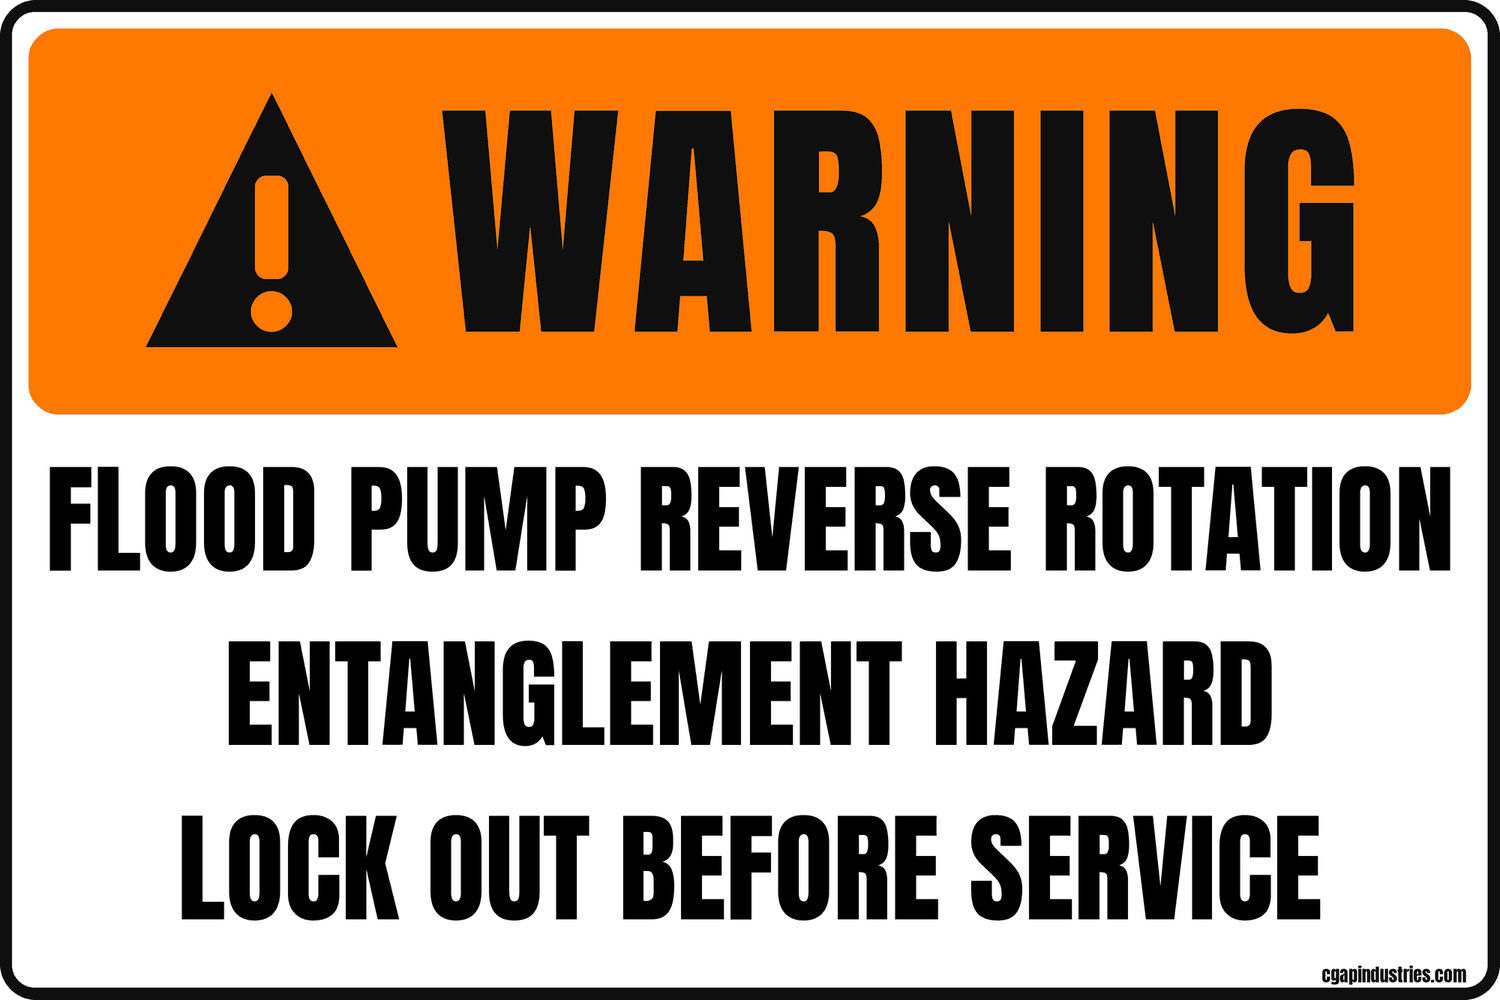 WARNING
FLOOD PUMP REVERSE ROTATION
ENTANGLEMENT HAZARD
LOCK OUT BEFORE SERVICE
cgapindustries.com